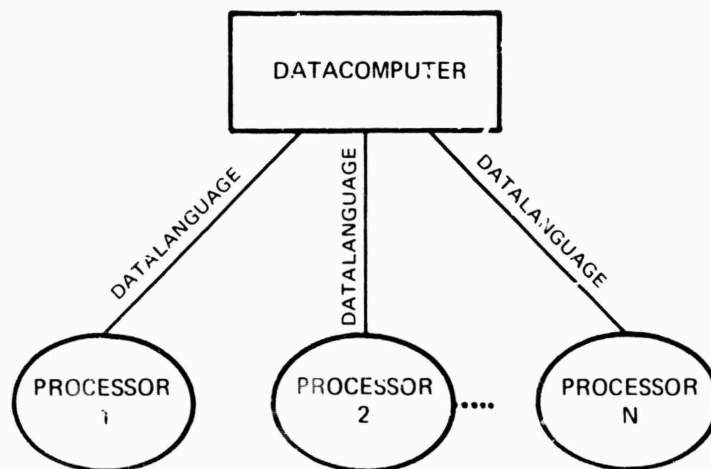 DATACOMPUTER
DATALANGUAGE
DATALANGUAGE
DATALANGUAGE
PROCESSOR
1
PROCESSOR
2
.....
PROCESSOR
N